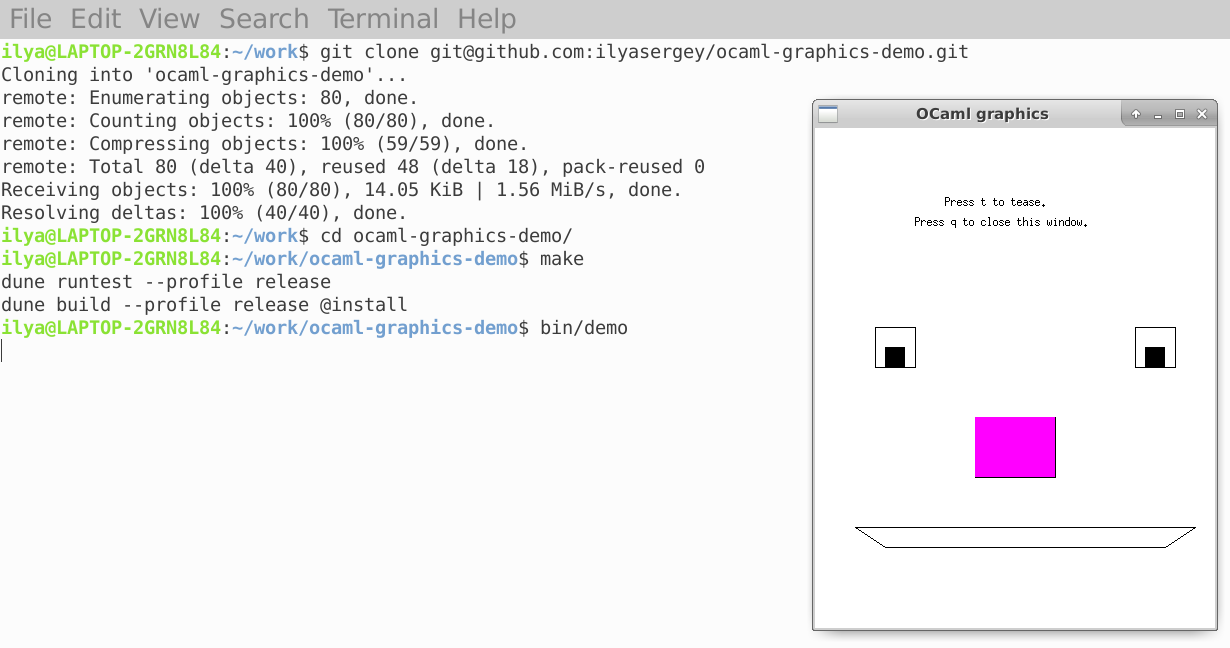 File Edit View Search Terminal Help
ilya@LAPTOP-2GRN8L84:~/work$ git clone git@github.com:ilyasergey/ocaml-graphics-demo.git
Cloning into 'ocaml-graphics-demo'...
remote: Enumerating objects: 80, done.
remote: Counting objects: 100% (80/80), done.
remote: Compressing objects: 100% (59/59), done.
remote: Total 80 (delta 40), reused 48 (delta 18), pack-reused 0
Receiving objects: 100% (80/80), 14.05 KiB | 1.56 MiB/s, done.
Resolving deltas: 100% (40/40), done.
ilya@LAPTOP-2GRN8L84:~/work$ cd ocaml-graphics-demo/
ilya@LAPTOP-2GRN8L84:~/work/ocaml-graphics-demo$ make
dune runtest --profile release
dune build --profile release @install
ilya@LAPTOP-2GRN8L84:~/work/ocaml-graphics-demo$ bin/demo
OCaml graphics
Press t to tease.
Press q to close this window.